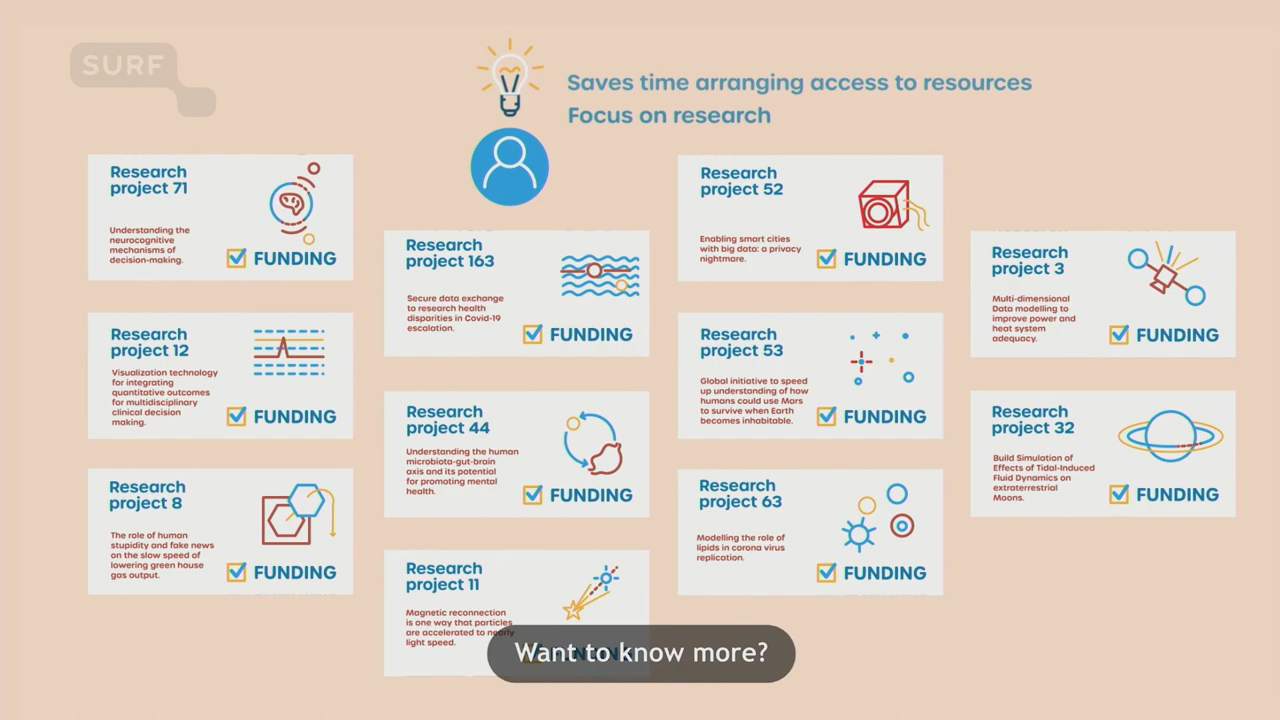 SURF
Saves time arranging access to resources
Focus on research
Research
project 71
Understanding the
neurocognitive
mechanisms of
decision-making.
FUNDING
Research
project 12
Visualization technology
for integrating
quantitative outcomes
for multidisciplinary
clinical decision
making.
FUNDING
Research
project 8
The role of human
stupidity and fake news
on the slow speed of
lowering green house
gas output.
FUNDING
Research
project 163
Secure data exchange
to research health
disparities in Covid-19
escalation.
FUNDING
Research
project 44
Understanding the human
microbiota-gut-brain
axis and its potential
for promoting mental
health.
FUNDING
Research
project 11
Magnetic reconnection
is one way that particles
are accelerated to nearly
light speed.
FUNDING
Research
project 52
Enabling smart cities
with big data: a privacy
nightmare.
FUNDING
Research
project 53
Global initiative to speed
up understanding of how
humans could use Mars
to survive when Earth
becomes inhabitable.
FUNDING
Research
project 63
Modelling the role of
lipids in corona virus
replication.
FUNDING
Research
project 3
Multi-dimensional
Data modelling to
improve power and
heat system
adequacy.
FUNDING
Research
project 32
Build Simulation of
Effects of Tidal-Induced
Fluid Dynamics on
extraterrestrial
Moons.
FUNDING
Want to know more?